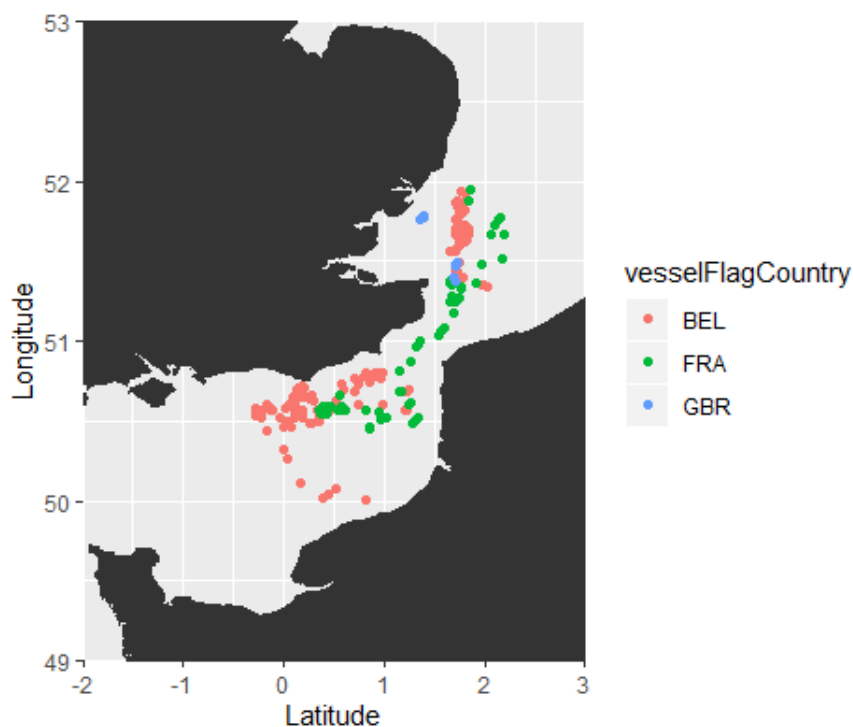 53
52
51
50
49
Longitude
-2 -1 0 1 2 3
Latitude
vesselFlagCountry
BEL
FRA
GBR